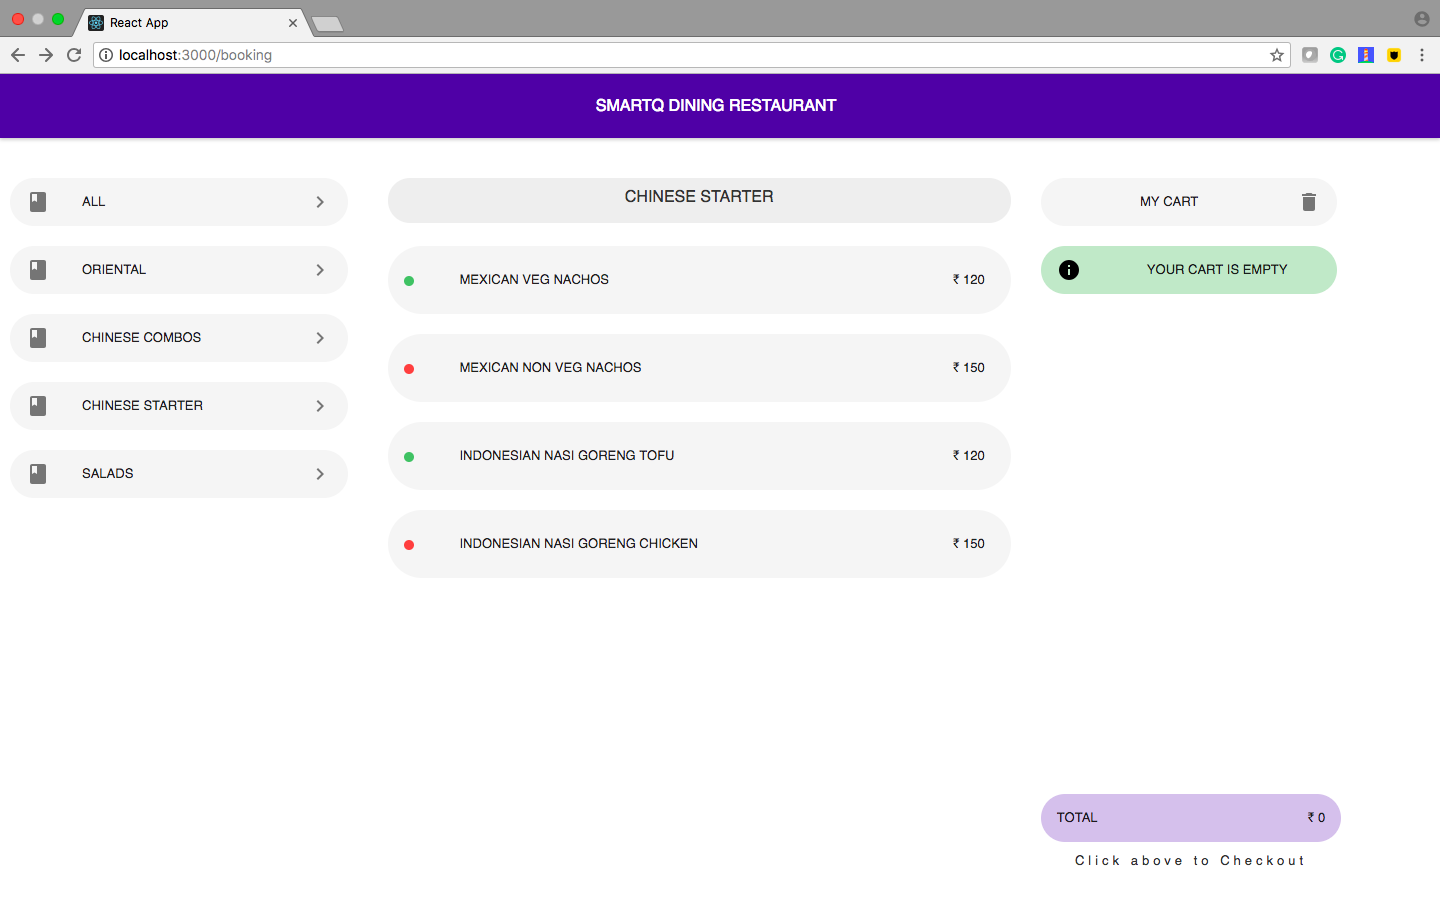 React App
localhost:3000/booking
SMARTQ DINING RESTAURANT
ALL
ORIENTAL
CHINESE COMBOS
CHINESE STARTER
SALADS
CHINESE STARTER
MEXICAN VEG NACHOS ₹ 120
MEXICAN NON VEG NACHOS ₹ 150
INDONESIAN NASI GORENG TOFU ₹ 120
INDONESIAN NASI GORENG CHICKEN ₹ 150
MY CART
YOUR CART IS EMPTY
TOTAL ₹ 0
Click above to Checkout